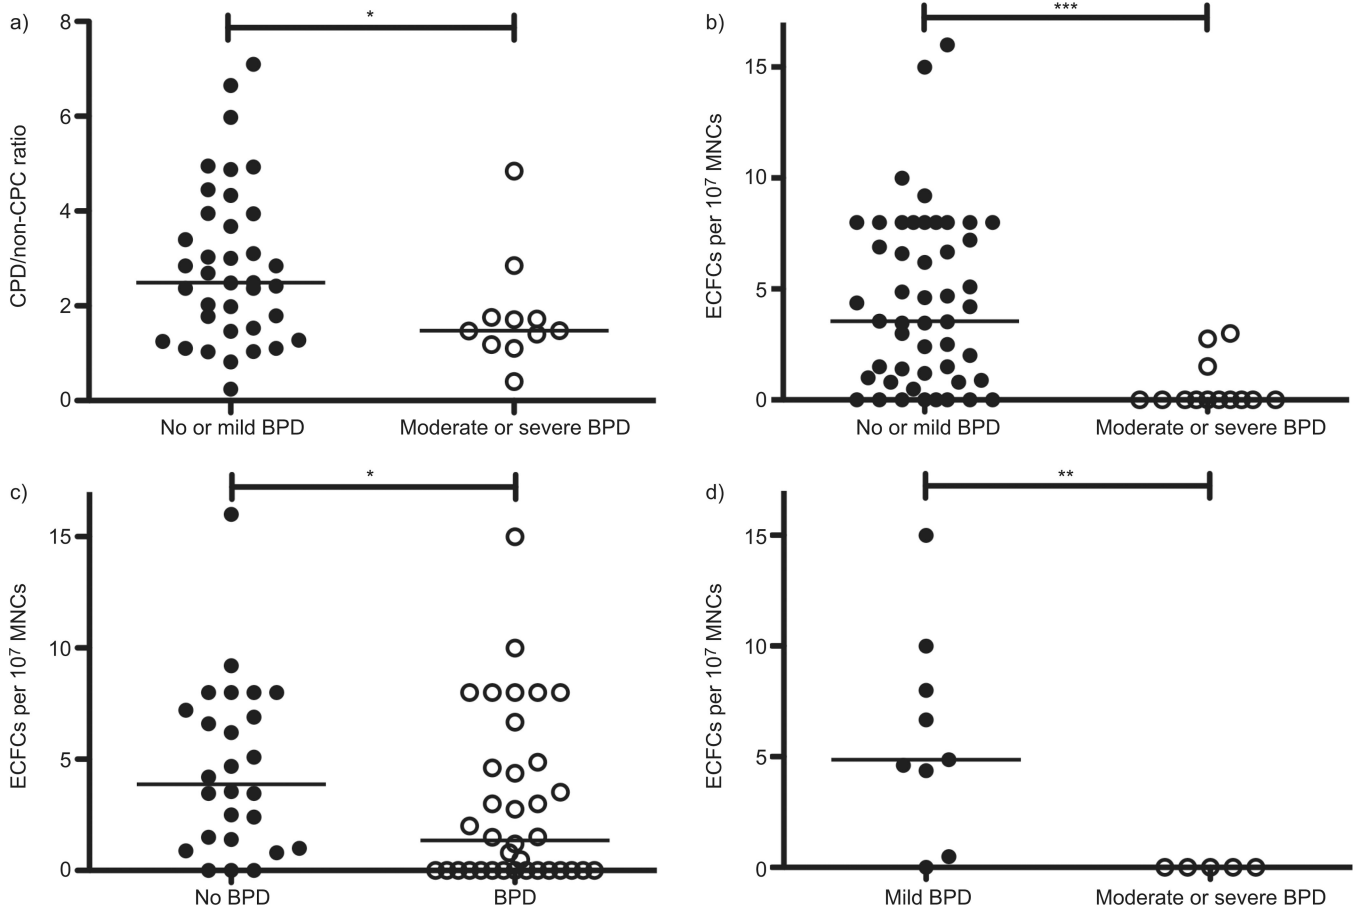 a)
*
8
6
4
2
0
CPD/non-CPC ratio
No or mild BPD
Moderate or severe BPD
b)
***
15
10
5
0
ECFCs per 10⁷ MNCs
No or mild BPD
Moderate or severe BPD
c)
*
15
10
5
0
ECFCs per 10⁷ MNCs
No BPD
BPD
d)
**
15
10
5
0
ECFCs per 10⁷ MNCs
Mild BPD
Moderate or severe BPD